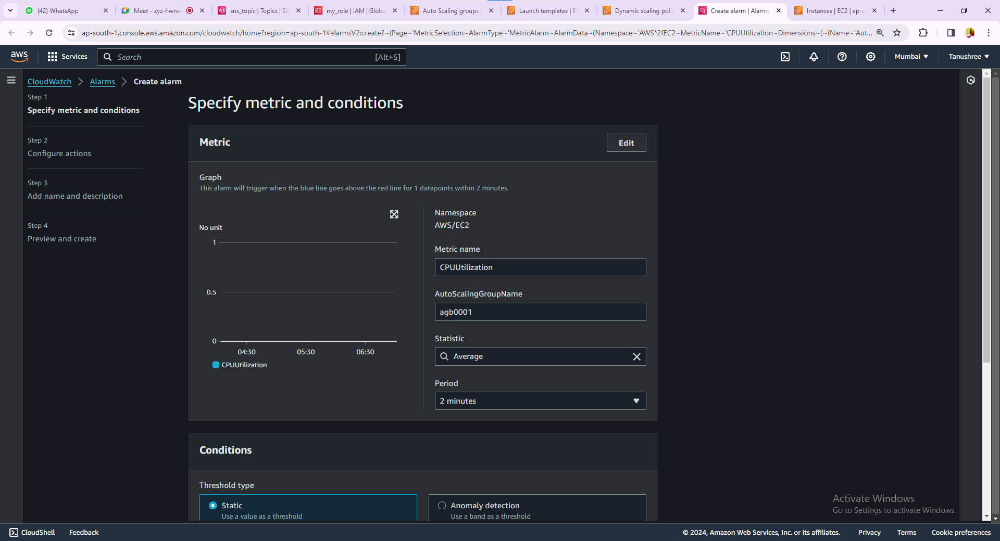 42
(42) WhatsApp
Meet - zyz-hwne-
sns_topic | Topics | Sim
my_role | IAM | Globa
Auto Scaling groups |
Launch templates | EC
Dynamic scaling polic
Create alarm | Alarms
Instances | EC2 | ap-s
ap-south-1.console.aws.amazon.com/cloudwatch/home?region=ap-south-1#alarmsV2:create?~(Page~'MetricSelection~AlarmType~'MetricAlarm~AlarmData~(Namespace~'AWS*2fEC2~MetricName~'CPUUtilization~Dimensions~(~(Name~'Aut...
aws
Services
Search
[Alt+S]
Mumbai
Tanushree
CloudWatch
Alarms
Create alarm
Step 1
Specify metric and conditions
Step 2
Configure actions
Step 3
Add name and description
Step 4
Preview and create
Specify metric and conditions
Metric
Edit
Graph
This alarm will trigger when the blue line goes above the red line for 1 datapoints within 2 minutes.
No unit
1
0.5
0
04:30
05:30
06:30
CPUUtilization
Namespace
AWS/EC2
Metric name
CPUUtilization
AutoScalingGroupName
agb0001
Statistic
Average
Period
2 minutes
Conditions
Threshold type
Static
Use a value as a threshold
Anomaly detection
Use a band as a threshold
Activate Windows
Go to Settings to activate Windows.
CloudShell
Feedback
© 2024, Amazon Web Services, Inc. or its affiliates.
Privacy
Terms
Cookie preferences